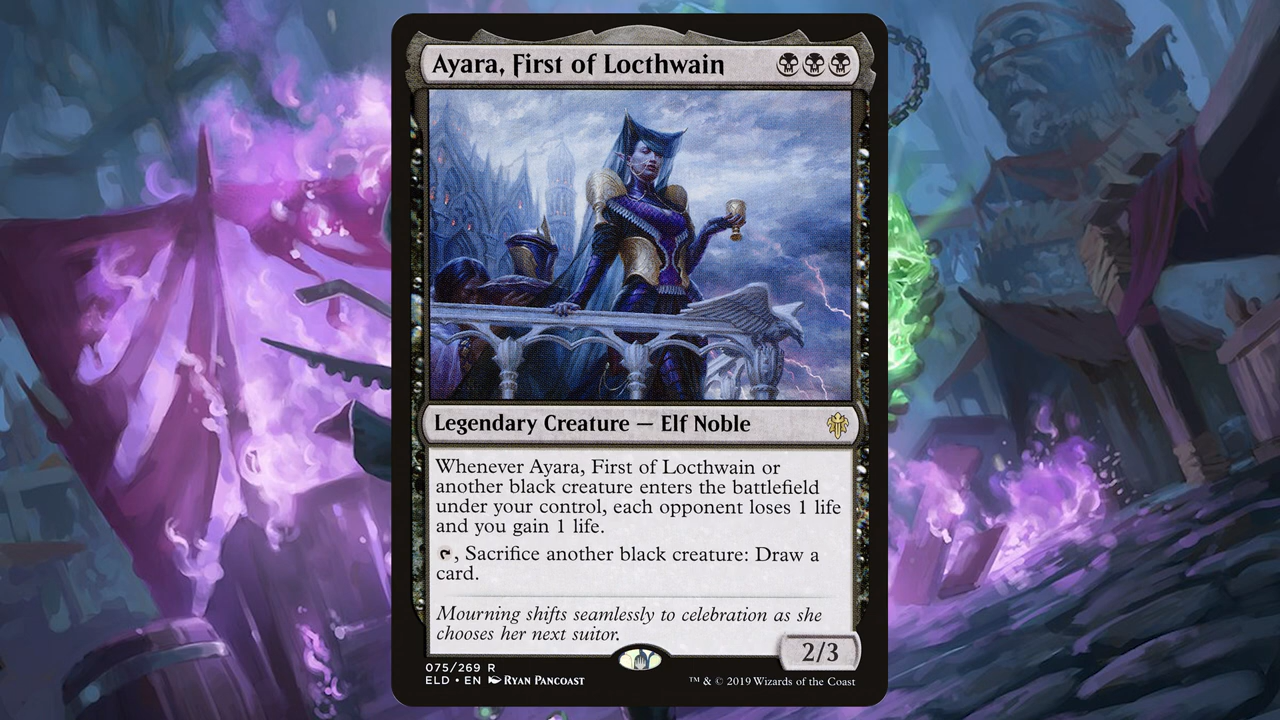 Ayara, First of Locthwain
Legendary Creature — Elf Noble
Whenever Ayara, First of Locthwain or
another black creature enters the battlefield
under your control, each opponent loses 1 life
and you gain 1 life.
, Sacrifice another black creature: Draw a
card.
Mourning shifts seamlessly to celebration as she
chooses her next suitor.
2/3
075/269 R
ELD • EN Ryan Pancoast
™ & © 2019 Wizards of the Coast